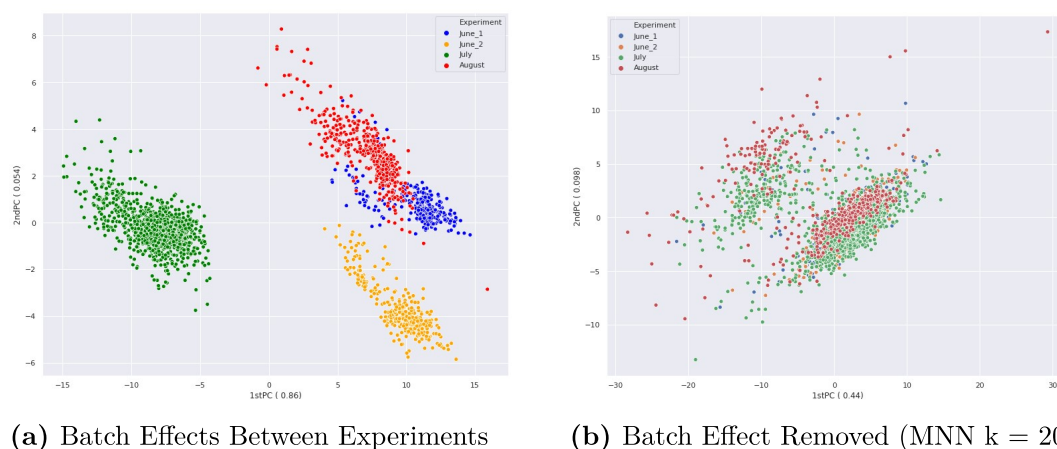 Experiment
June_1
June_2
July
August
8
6
4
2
0
−2
−4
−6
2ndPC ( 0.054)
−15
−10
−5
0
5
10
15
1stPC ( 0.86)
(a) Batch Effects Between Experiments
Experiment
June_1
June_2
July
August
15
10
5
0
−5
−10
2ndPC ( 0.098)
−30
−20
−10
0
10
20
30
1stPC ( 0.44)
(b) Batch Effect Removed (MNN k = 20